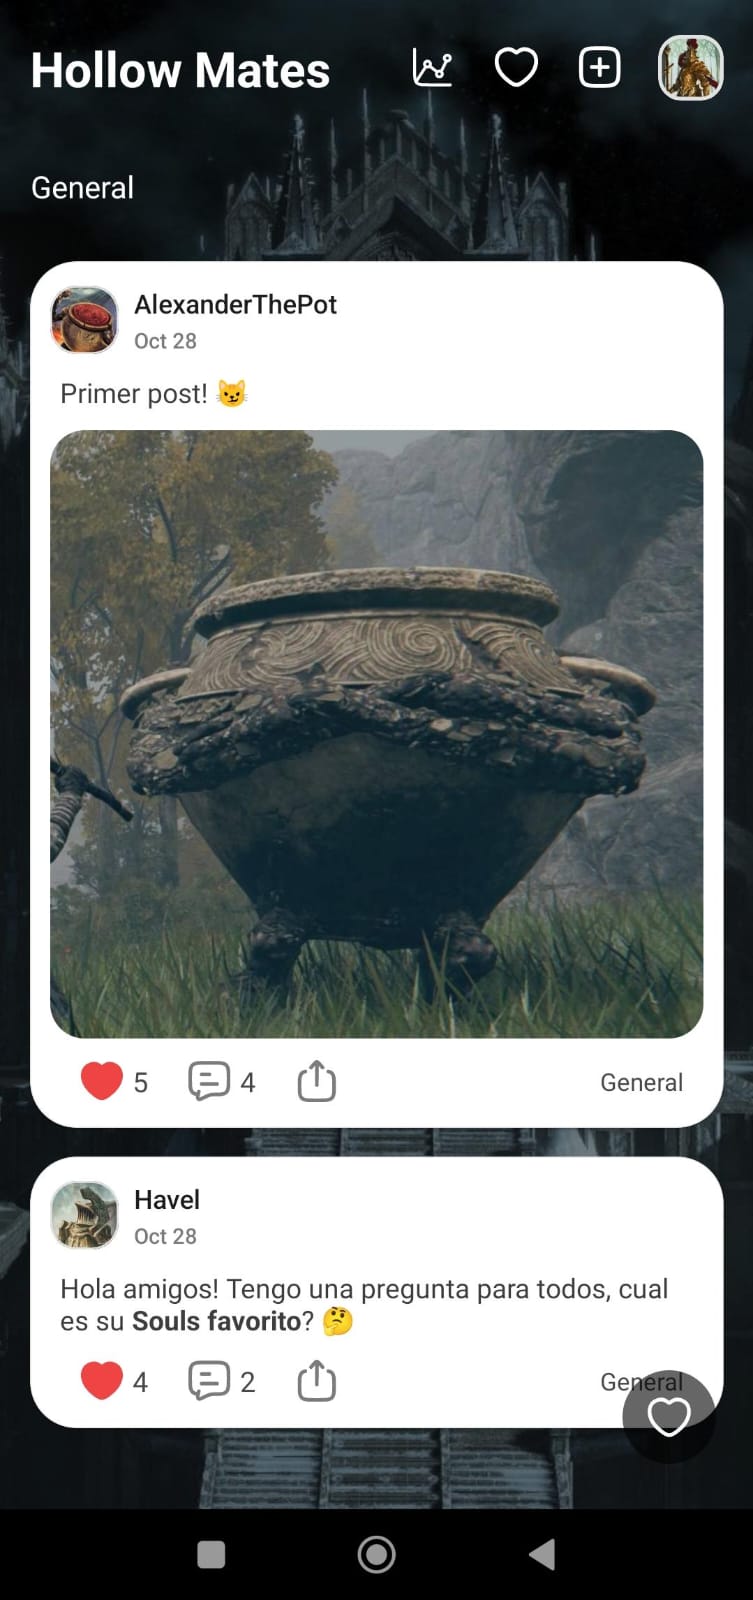 Hollow Mates
General
AlexanderThePot
Oct 28
Primer post! 😼
5
4
General
Havel
Oct 28
Hola amigos! Tengo una pregunta para todos, cual
es su Souls favorito? 🤔
4
2
General